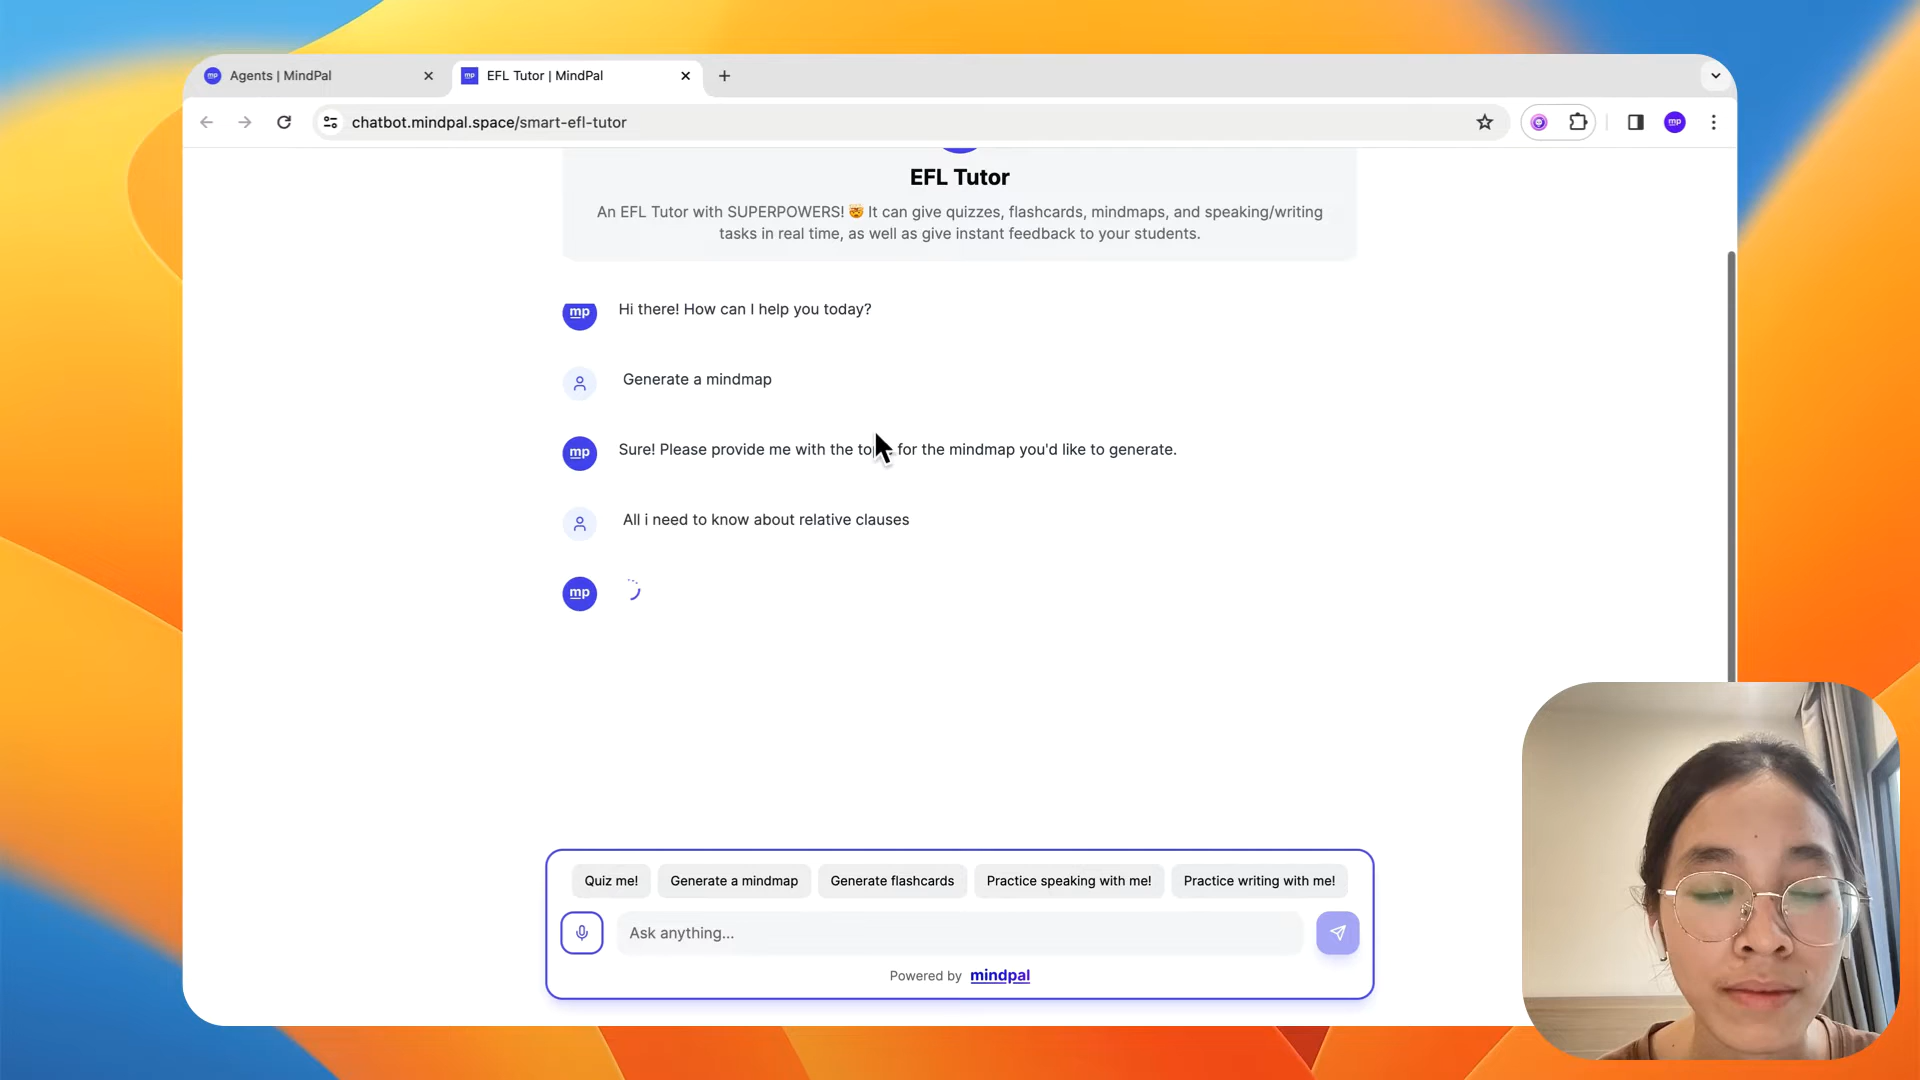 mp Agents | MindPal
mp EFL Tutor | MindPal
chatbot.mindpal.space/smart-efl-tutor
mp
EFL Tutor
An EFL Tutor with SUPERPOWERS! 🤯 It can give quizzes, flashcards, mindmaps, and speaking/writing
tasks in real time, as well as give instant feedback to your students.
mp Hi there! How can I help you today?
Generate a mindmap
mp Sure! Please provide me with the for the mindmap you'd like to generate.
All i need to know about relative clauses
mp
Quiz me! Generate a mindmap Generate flashcards Practice speaking with me! Practice writing with me!
Ask anything...
Powered by mindpal